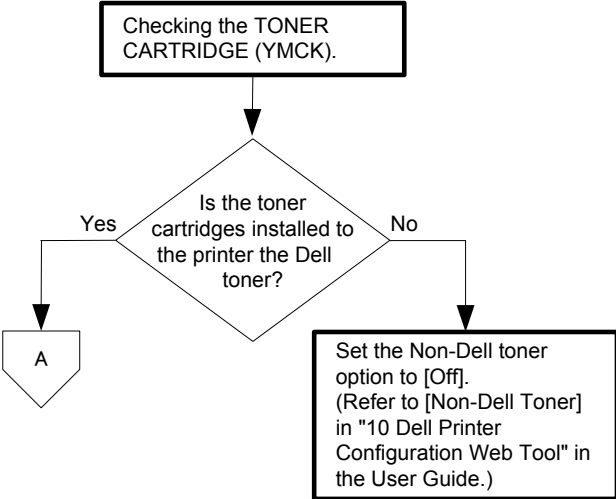 Checking the TONER
CARTRIDGE (YMCK).
Is the toner
cartridges installed to
the printer the Dell
toner?
Yes
No
A
Set the Non-Dell toner
option to [Off].
(Refer to [Non-Dell Toner]
in "10 Dell Printer
Configuration Web Tool" in
the User Guide.)